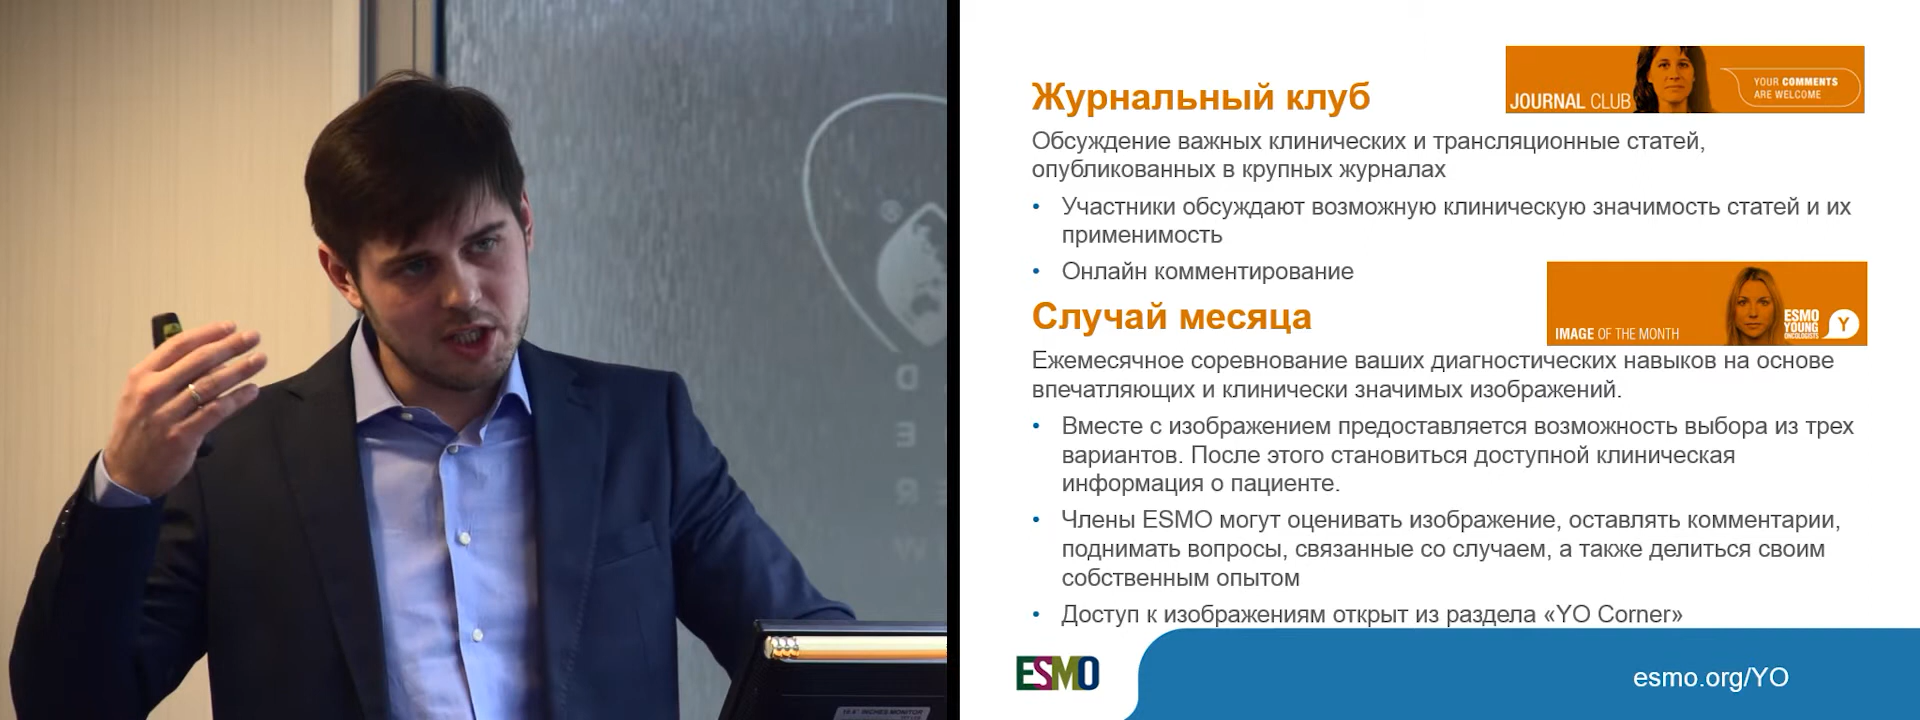 Журнальный клуб
JOURNAL CLUB
YOUR COMMENTS
ARE WELCOME
Обсуждение важных клинических и трансляционные статей,
опубликованных в крупных журналах
• Участники обсуждают возможную клиническую значимость статей и их
применимость
• Онлайн комментирование
Случай месяца
IMAGE OF THE MONTH
ESMO
YOUNG
ONCOLOGISTS
Y
Ежемесячное соревнование ваших диагностических навыков на основе
впечатляющих и клинически значимых изображений.
• Вместе с изображением предоставляется возможность выбора из трех
вариантов. После этого становиться доступной клиническая
информация о пациенте.
• Члены ESMO могут оценивать изображение, оставлять комментарии,
поднимать вопросы, связанные со случаем, а также делиться своим
собственным опытом
• Доступ к изображениям открыт из раздела «YO Corner»
ESMO
esmo.org/YO